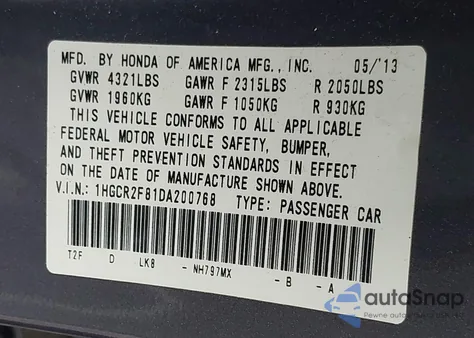 MFD. BY HONDA OF AMERICA MFG., INC. 05/'13
GVWR 4321LBS GAWR F 2315LBS R 2050LBS
GVWR 1960KG GAWR F 1050KG R 930KG
THIS VEHICLE CONFORMS TO ALL APPLICABLE
FEDERAL MOTOR VEHICLE SAFETY, BUMPER,
AND THEFT PREVENTION STANDARDS IN EFFECT
ON THE DATE OF MANUFACTURE SHOWN ABOVE.
V.I.N.: 1HGCR2F81DA200768 TYPE: PASSENGER CAR
T2F D LK8 - NH797MX - B - A
autoSnap
Pewne auto